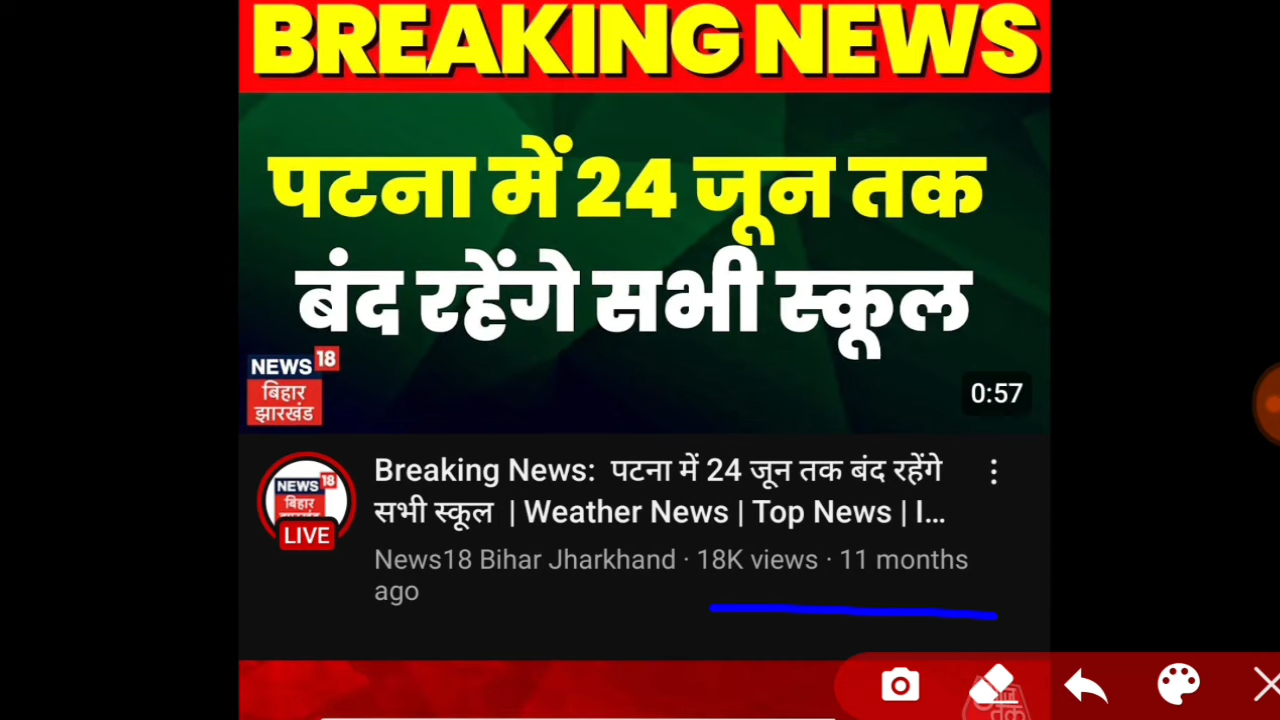 BREAKING NEWS
पटना में 24 जून तक
बंद रहेंगे सभी स्कूल
NEWS 18
बिहार
झारखंड
0:57
Breaking News: पटना में 24 जून तक बंद रहेंगे
सभी स्कूल | Weather News | Top News | I...
NEWS 18
बिहार
LIVE
News18 Bihar Jharkhand · 18K views · 11 months
ago
तक